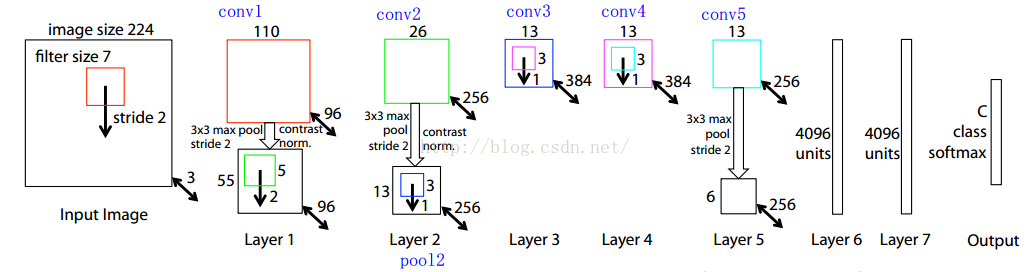 conv1
conv2
conv3
conv4
conv5
image size 224
110
26
13
13
13
filter size 7
stride 2
3
Input Image
96
3x3 max pool
stride 2
contrast
norm.
55
5
2
96
Layer 1
256
3x3 max
pool
stride 2
contrast
norm.
13
3
1
256
Layer 2
pool2
3
1
384
Layer 3
3
1
384
Layer 4
256
3x3 max
pool
stride 2
6
256
Layer 5
4096
units
Layer 6
4096
units
Layer 7
C
class
softmax
Output
http://blog.csdn.net/